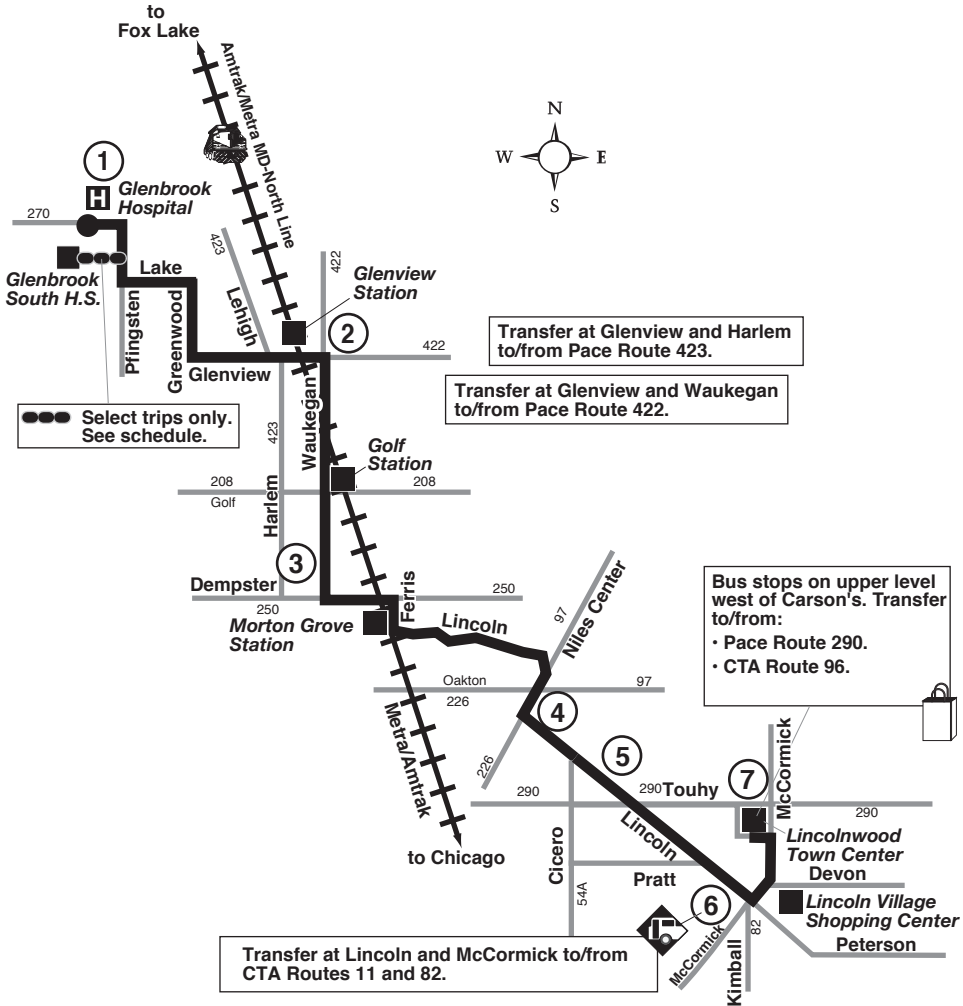 to
Fox Lake
Amtrak/Metra MD-North Line
N
W
E
S
1
H
Glenbrook
Hospital
270
Glenbrook
South H.S.
Lake
Pfingsten
Greenwood
423
Lehigh
422
Glenview
Station
2
422
Glenview
Transfer at Glenview and Harlem
to/from Pace Route 423.
Transfer at Glenview and Waukegan
to/from Pace Route 422.
Select trips only.
See schedule.
423
Waukegan
Golf
Station
208
Golf
208
Harlem
3
Dempster
250
250
Ferris
Morton Grove
Station
Lincoln
97
Niles Center
Oakton
226
97
4
Metra/Amtrak
226
5
Bus stops on upper level
west of Carson's. Transfer
to/from:
· Pace Route 290.
· CTA Route 96.
290
290
Touhy
7
McCormick
290
Lincoln
Lincolnwood
Town Center
to Chicago
Cicero
54A
Pratt
Devon
6
Lincoln Village
Shopping Center
McCormick
82
Kimball
Peterson
Transfer at Lincoln and McCormick to/from
CTA Routes 11 and 82.